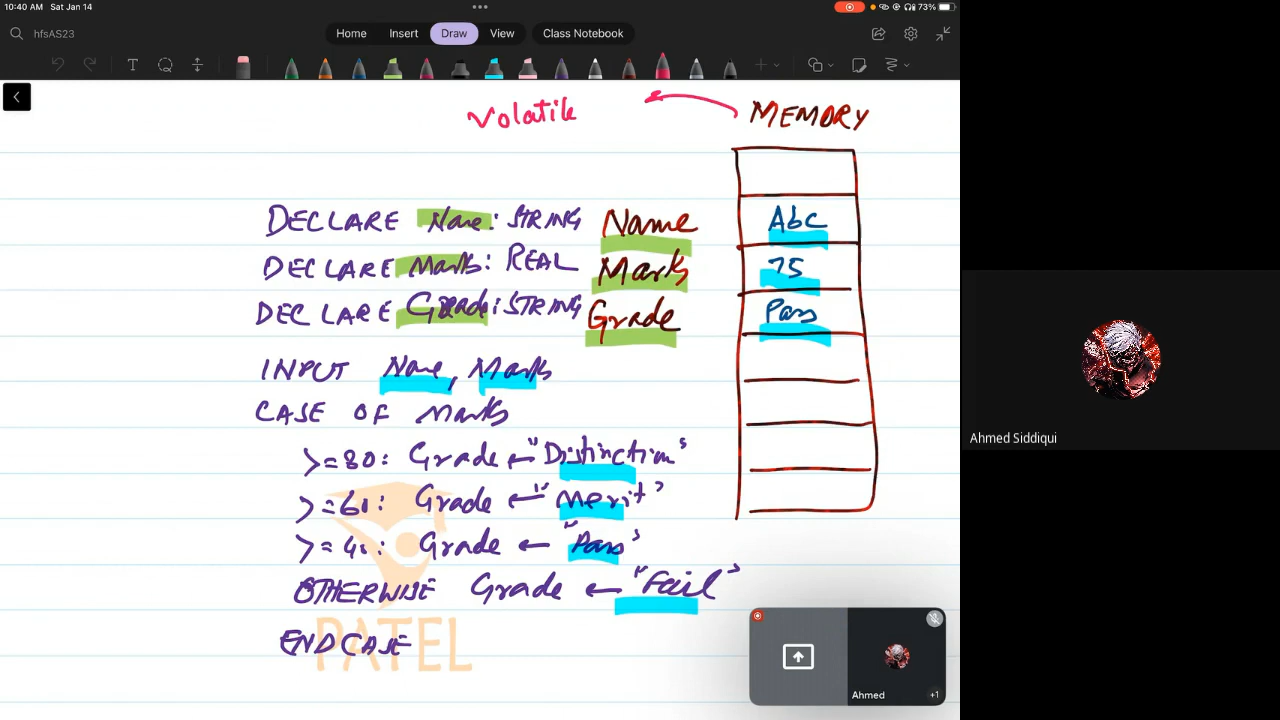 10:40 AM Sat Jan 14
73%
hfsAS23
Home Insert Draw View Class Notebook
Volatile MEMORY
DECLARE Name: STRING Name Abc
DECLARE Marks: REAL Marks 75
DECLARE Grade: STRING Grade Pass
INPUT Name, Marks
CASE OF Marks
>=80: Grade ← "Distinction"
>=60: Grade ← "Merit"
>=40: Grade ← "Pass"
OTHERWISE Grade ← "Fail"
ENDCASE
PATEL
Ahmed Siddiqui
Ahmed +1